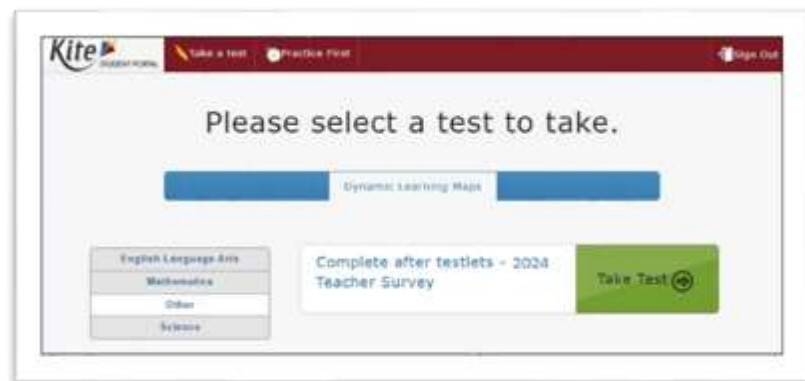 Kite
STUDENT PORTAL
Take a test
Practice First
Sign Out
Please select a test to take.
Dynamic Learning Maps
English Language Arts
Mathematics
Other
Science
Complete after testlets - 2024
Teacher Survey
Take Test